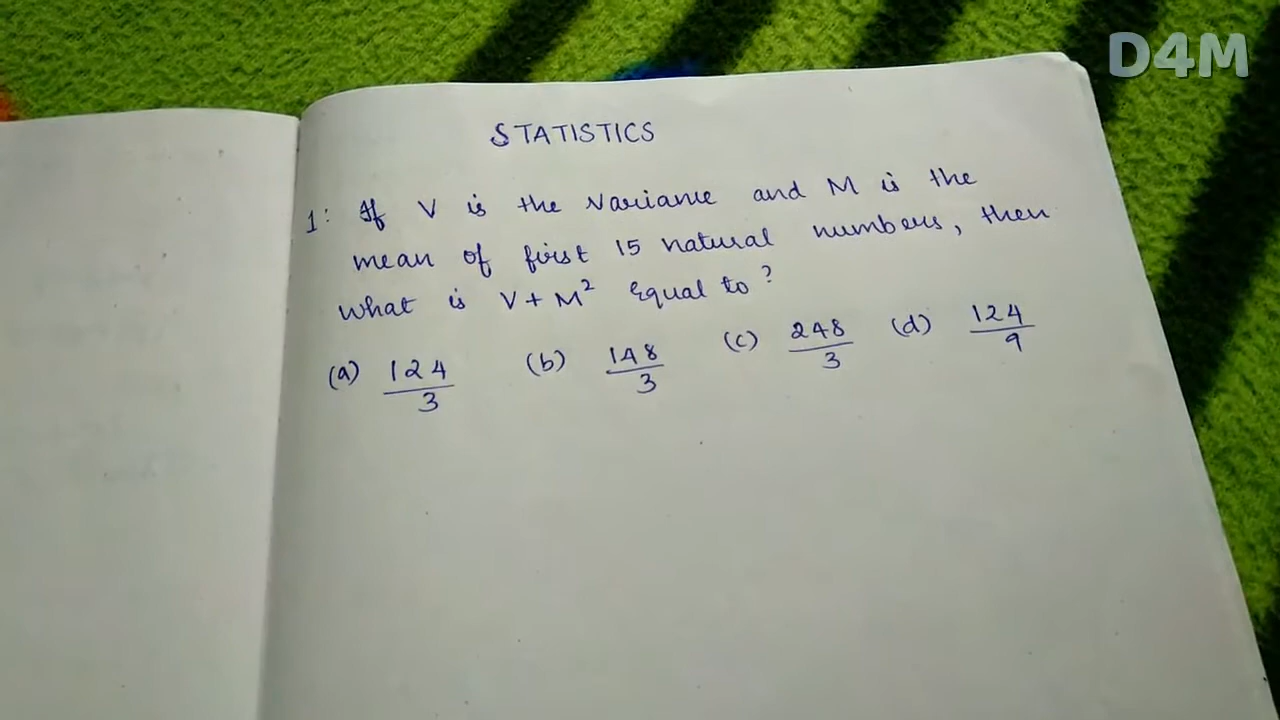 D4M
STATISTICS
1: If V is the Variance and M is the
mean of first 15 natural numbers, then
what is V + M² equal to?
(a) 124/3 (b) 148/3 (c) 248/3 (d) 124/9